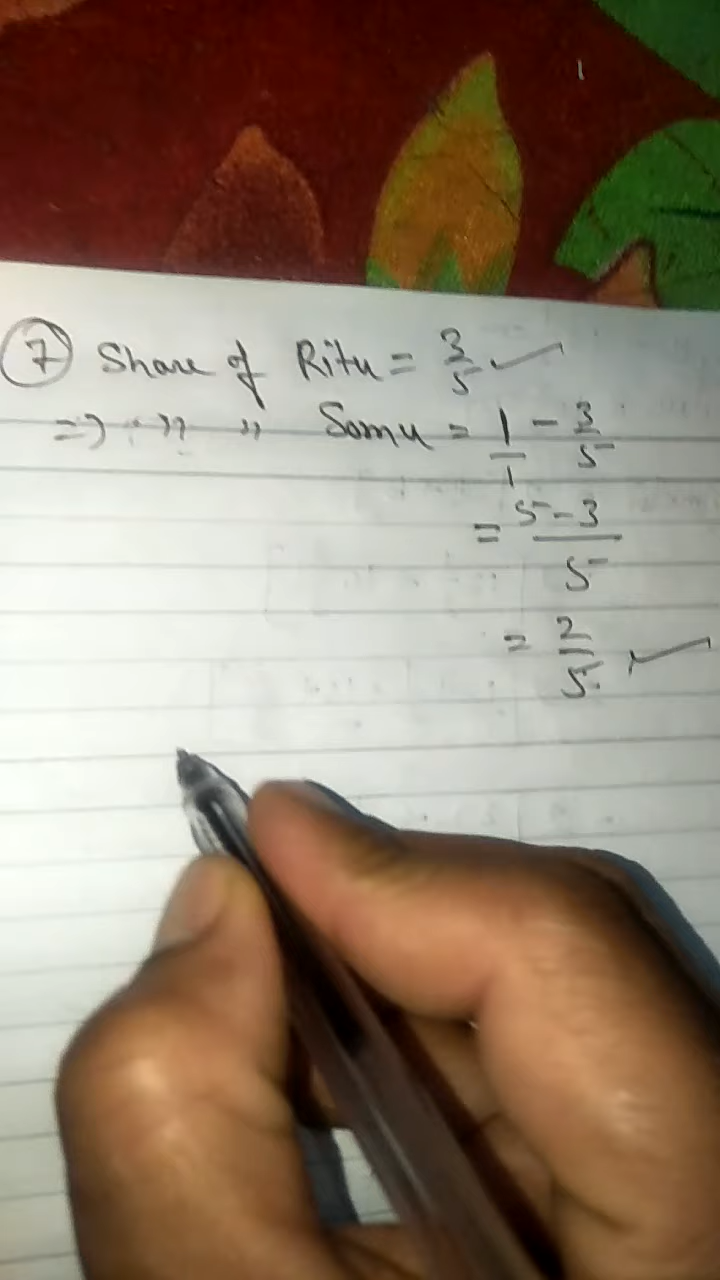 ⑦ Share of Ritu = 3/5 ✓
=> " " Somu = 1/1 - 3/5
= 5-3/5
= 2/5 ✓